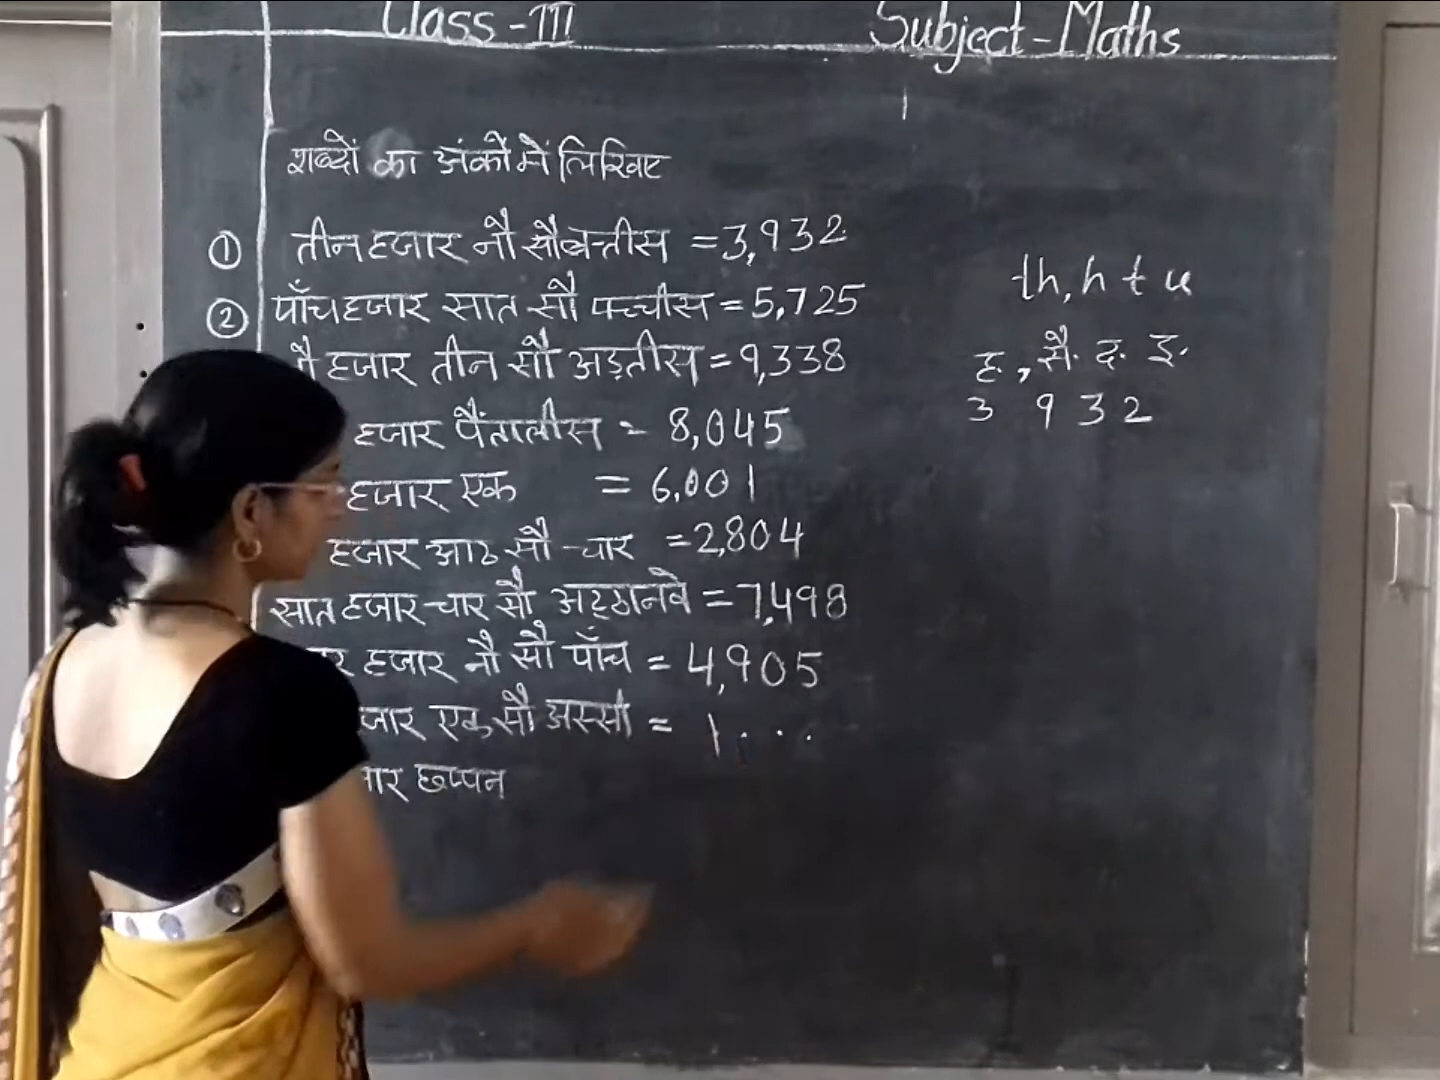 Class - III Subject - Maths
शब्दों का अंकों में लिखिए
① तीन हजार नौ सौ बत्तीस = 3,932
② पाँच हजार सात सौ पच्चीस = 5,725
नौ हजार तीन सौ अड़तीस = 9,338
हजार पैंतालीस = 8,045
हजार एक = 6,001
हजार आठ सौ चार = 2,804
सात हजार चार सौ अट्ठानवे = 7,498
हजार नौ सौ पाँच = 4,905
हजार एक सौ अस्सी = 1, . . .
छप्पन
th, h t u
ह. , सै. द. इ.
3 9 3 2